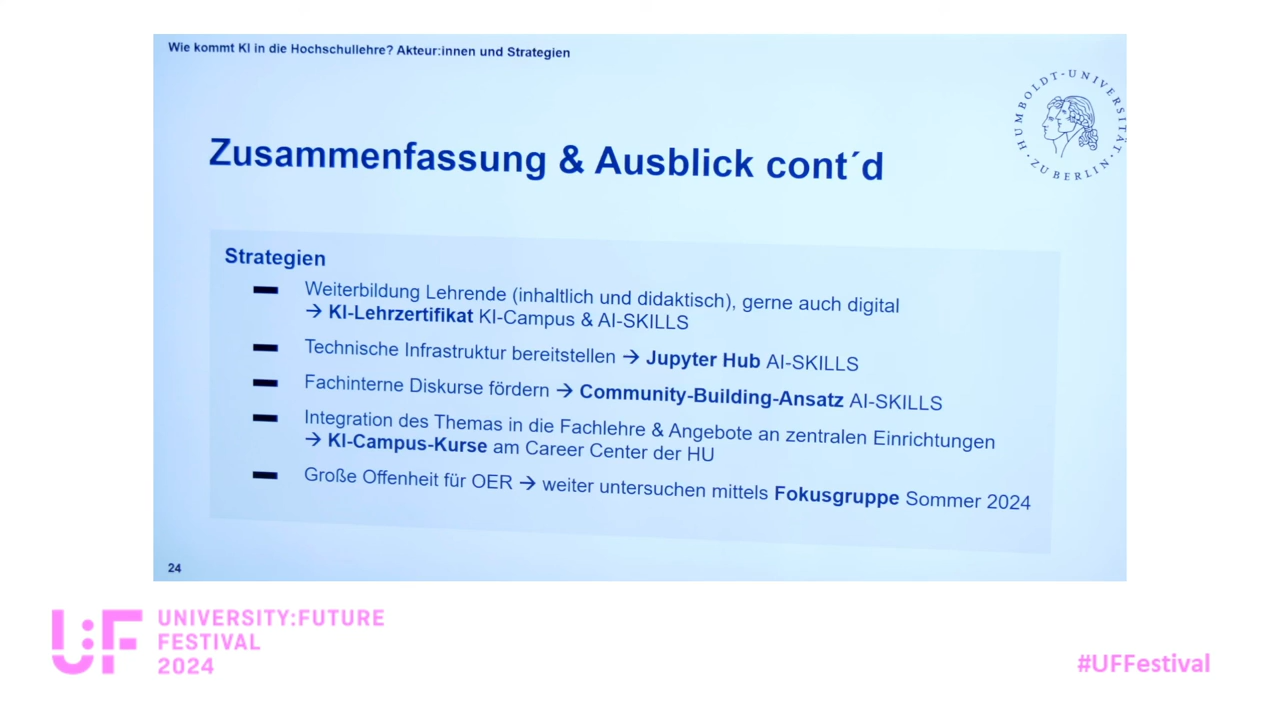 Wie kommt KI in die Hochschullehre? Akteur:innen und Strategien
HUMBOLDT-UNIVERSITÄT · ZU BERLIN ·
Zusammenfassung & Ausblick cont´d
Strategien
Weiterbildung Lehrende (inhaltlich und didaktisch), gerne auch digital
→ KI-Lehrzertifikat KI-Campus & AI-SKILLS
Technische Infrastruktur bereitstellen → Jupyter Hub AI-SKILLS
Fachinterne Diskurse fördern → Community-Building-Ansatz AI-SKILLS
Integration des Themas in die Fachlehre & Angebote an zentralen Einrichtungen
→ KI-Campus-Kurse am Career Center der HU
Große Offenheit für OER → weiter untersuchen mittels Fokusgruppe Sommer 2024
24
U:F
UNIVERSITY:FUTURE
FESTIVAL
2024
#UFFestival